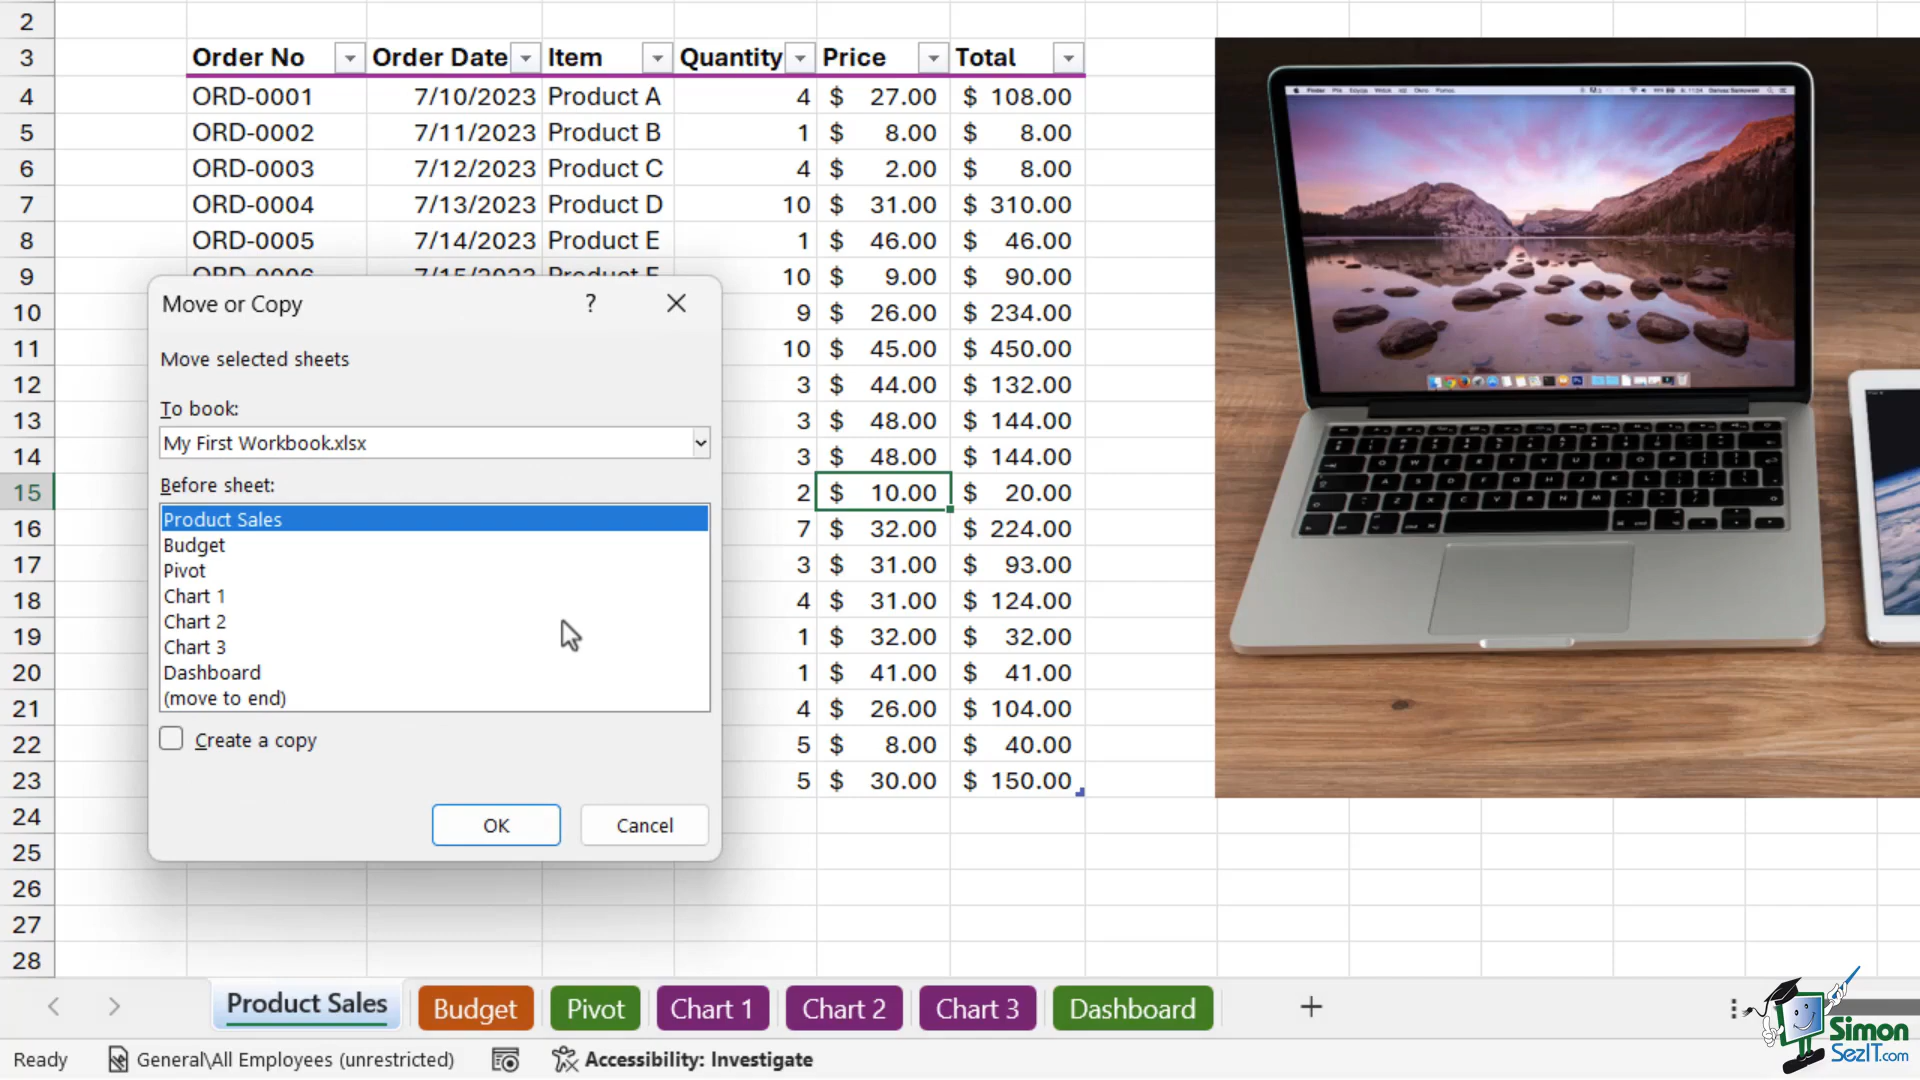 2
3 Order No Order Date Item Quantity Price Total
4 ORD-0001 7/10/2023 Product A 4 $ 27.00 $ 108.00
5 ORD-0002 7/11/2023 Product B 1 $ 8.00 $ 8.00
6 ORD-0003 7/12/2023 Product C 4 $ 2.00 $ 8.00
7 ORD-0004 7/13/2023 Product D 10 $ 31.00 $ 310.00
8 ORD-0005 7/14/2023 Product E 1 $ 46.00 $ 46.00
9 ORD-0006 7/15/2023 Product F 10 $ 9.00 $ 90.00
10 9 $ 26.00 $ 234.00
11 10 $ 45.00 $ 450.00
12 3 $ 44.00 $ 132.00
13 3 $ 48.00 $ 144.00
14 3 $ 48.00 $ 144.00
15 2 $ 10.00 $ 20.00
16 7 $ 32.00 $ 224.00
17 3 $ 31.00 $ 93.00
18 4 $ 31.00 $ 124.00
19 1 $ 32.00 $ 32.00
20 1 $ 41.00 $ 41.00
21 4 $ 26.00 $ 104.00
22 5 $ 8.00 $ 40.00
23 5 $ 30.00 $ 150.00
24
25
26
27
28
Move or Copy ?
Move selected sheets
To book:
My First Workbook.xlsx
Before sheet:
Product Sales
Budget
Pivot
Chart 1
Chart 2
Chart 3
Dashboard
(move to end)
Create a copy
OK Cancel
Product Sales Budget Pivot Chart 1 Chart 2 Chart 3 Dashboard +
Ready General\All Employees (unrestricted) Accessibility: Investigate
Simon
SezIT.com